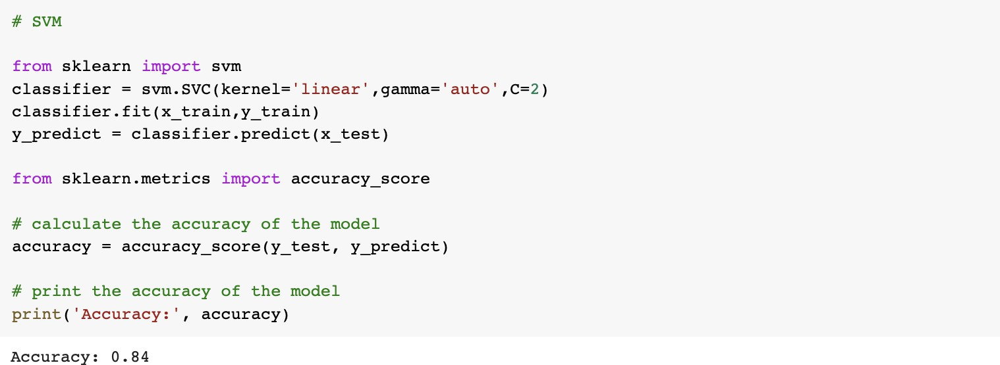 # SVM
from sklearn import svm
classifier = svm.SVC(kernel='linear',gamma='auto',C=2)
classifier.fit(x_train,y_train)
y_predict = classifier.predict(x_test)
from sklearn.metrics import accuracy_score
# calculate the accuracy of the model
accuracy = accuracy_score(y_test, y_predict)
# print the accuracy of the model
print('Accuracy:', accuracy)
Accuracy: 0.84